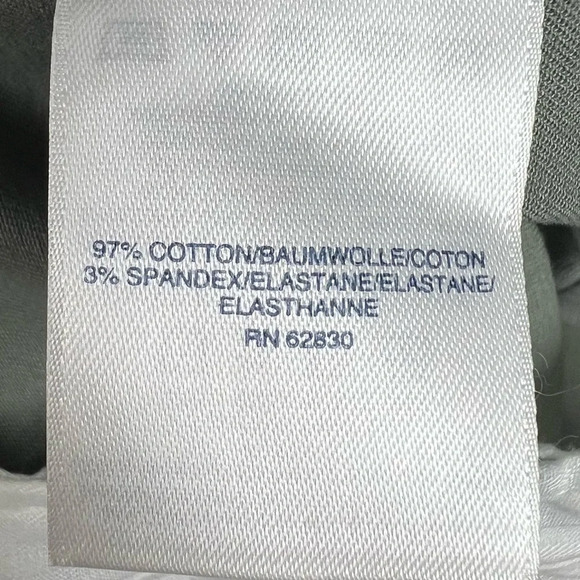 97% COTTON/BAUMWOLLE/COTON
3% SPANDEX/ELASTANE/ELASTANE/
ELASTHANNE
RN 62830